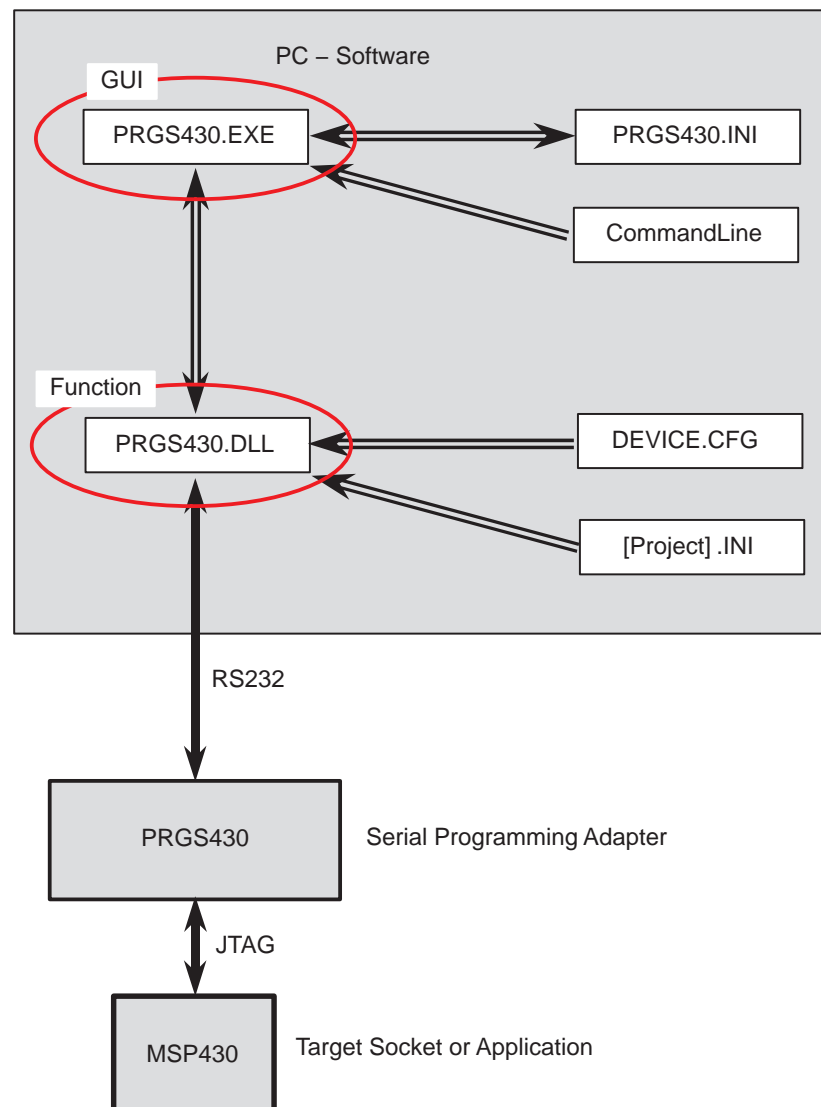 PC – Software
GUI
PRGS430.EXE
PRGS430.INI
CommandLine
Function
PRGS430.DLL
DEVICE.CFG
[Project] .INI
RS232
PRGS430
Serial Programming Adapter
JTAG
MSP430
Target Socket or Application